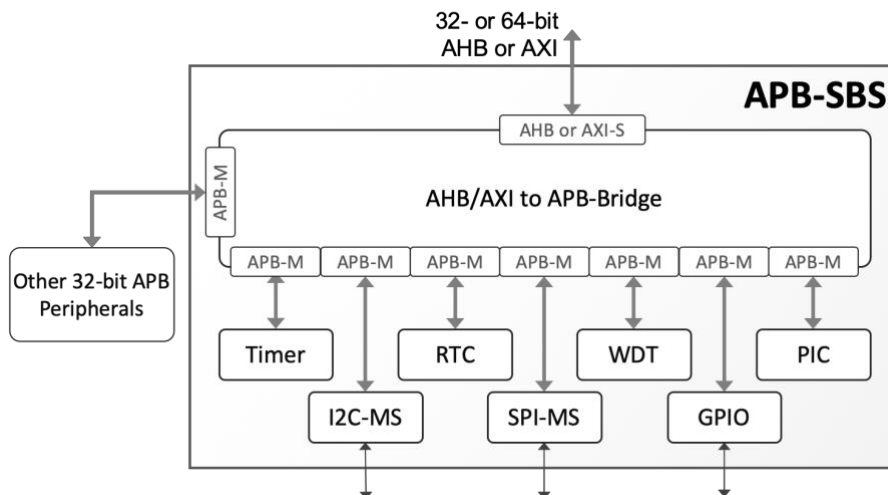 32- or 64-bit
AHB or AXI
APB-SBS
AHB or AXI-S
APB-M
AHB/AXI to APB-Bridge
Other 32-bit APB
Peripherals
APB-M APB-M APB-M APB-M APB-M APB-M APB-M
Timer RTC WDT PIC
I2C-MS SPI-MS GPIO